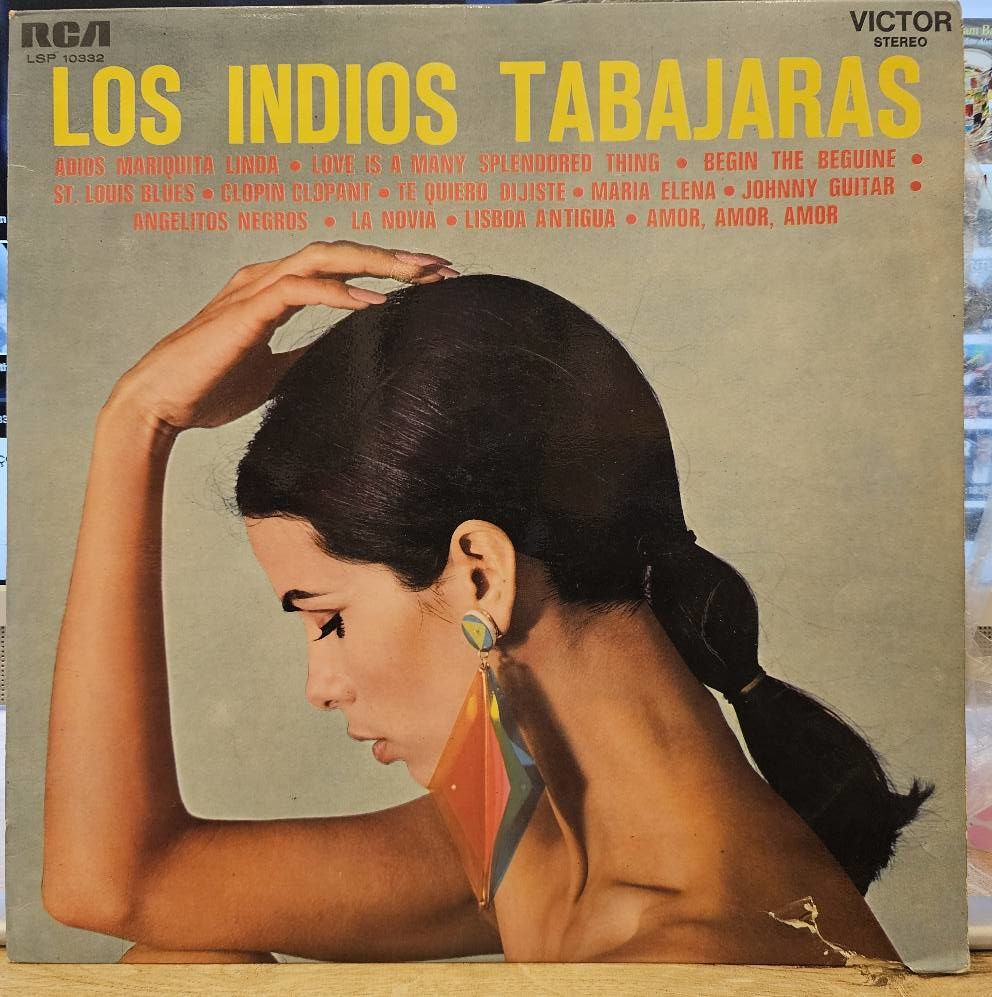 RCA
LSP 10332
VICTOR
STEREO
LOS INDIOS TABAJARAS
ADIOS MARIQUITA LINDA • LOVE IS A MANY SPLENDORED THING • BEGIN THE BEGUINE •
ST. LOUIS BLUES • CLOPIN CLOPANT • TE QUIERO DIJISTE • MARIA ELENA • JOHNNY GUITAR •
ANGELITOS NEGROS • LA NOVIA • LISBOA ANTIGUA • AMOR, AMOR, AMOR